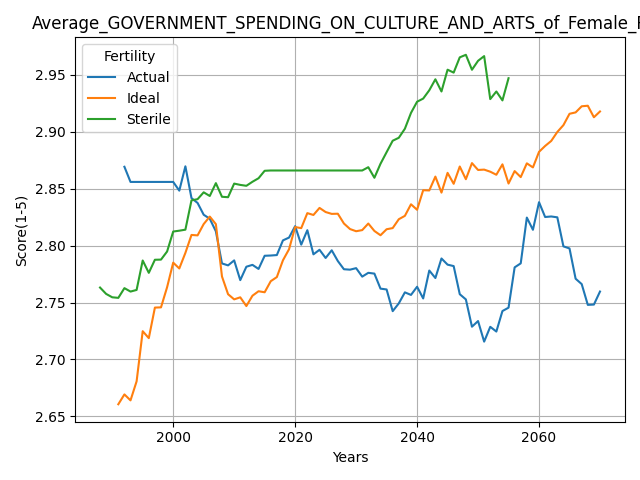 Average_GOVERNMENT_SPENDING_ON_CULTURE_AND_ARTS_of_Female_
Fertility
Actual
Ideal
Sterile
Score(1-5)
2.95
2.90
2.85
2.80
2.75
2.70
2.65
2000
2020
2040
2060
Years